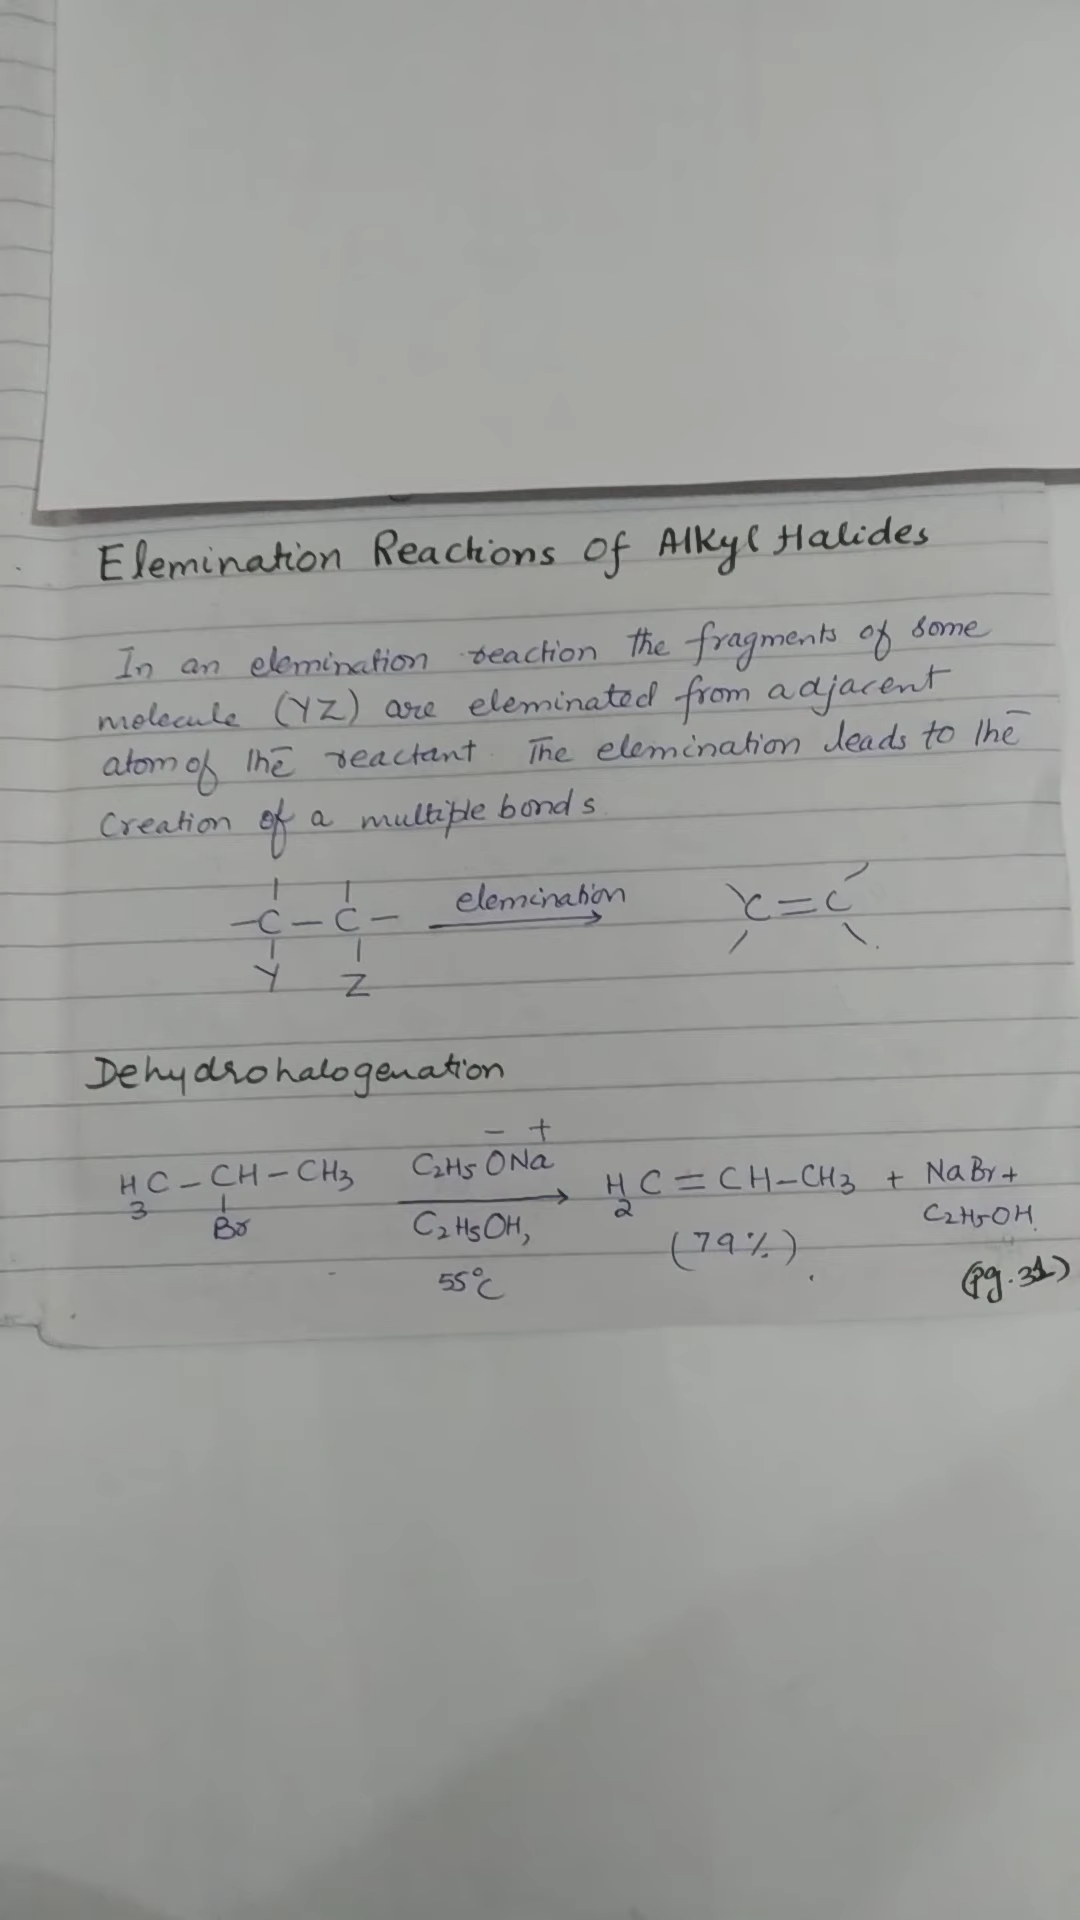 Elemination Reactions Of Alkyl Halides
In an elemination reaction the fragments of some
molecule (YZ) are eleminated from adjacent
atom of the reactant. The elemination leads to the
Creation of a multiple bonds.
-C-C- elemination C=C
Y Z
Dehydrohalogenation
- +
H3C-CH-CH3 C2H5ONa H2C=CH-CH3 + NaBr+
Br C2H5OH, (79%) C2H5OH
55°C (pg.31)